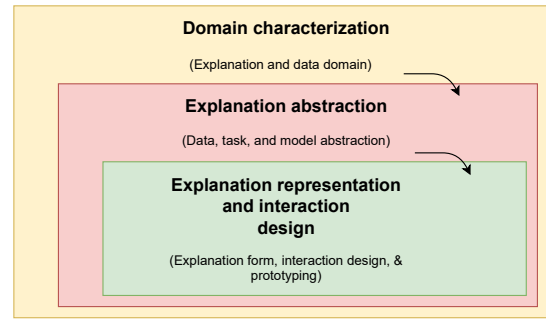 Domain characterization
(Explanation and data domain)
Explanation abstraction
(Data, task, and model abstraction)
Explanation representation
and interaction
design
(Explanation form, interaction design, &
prototyping)